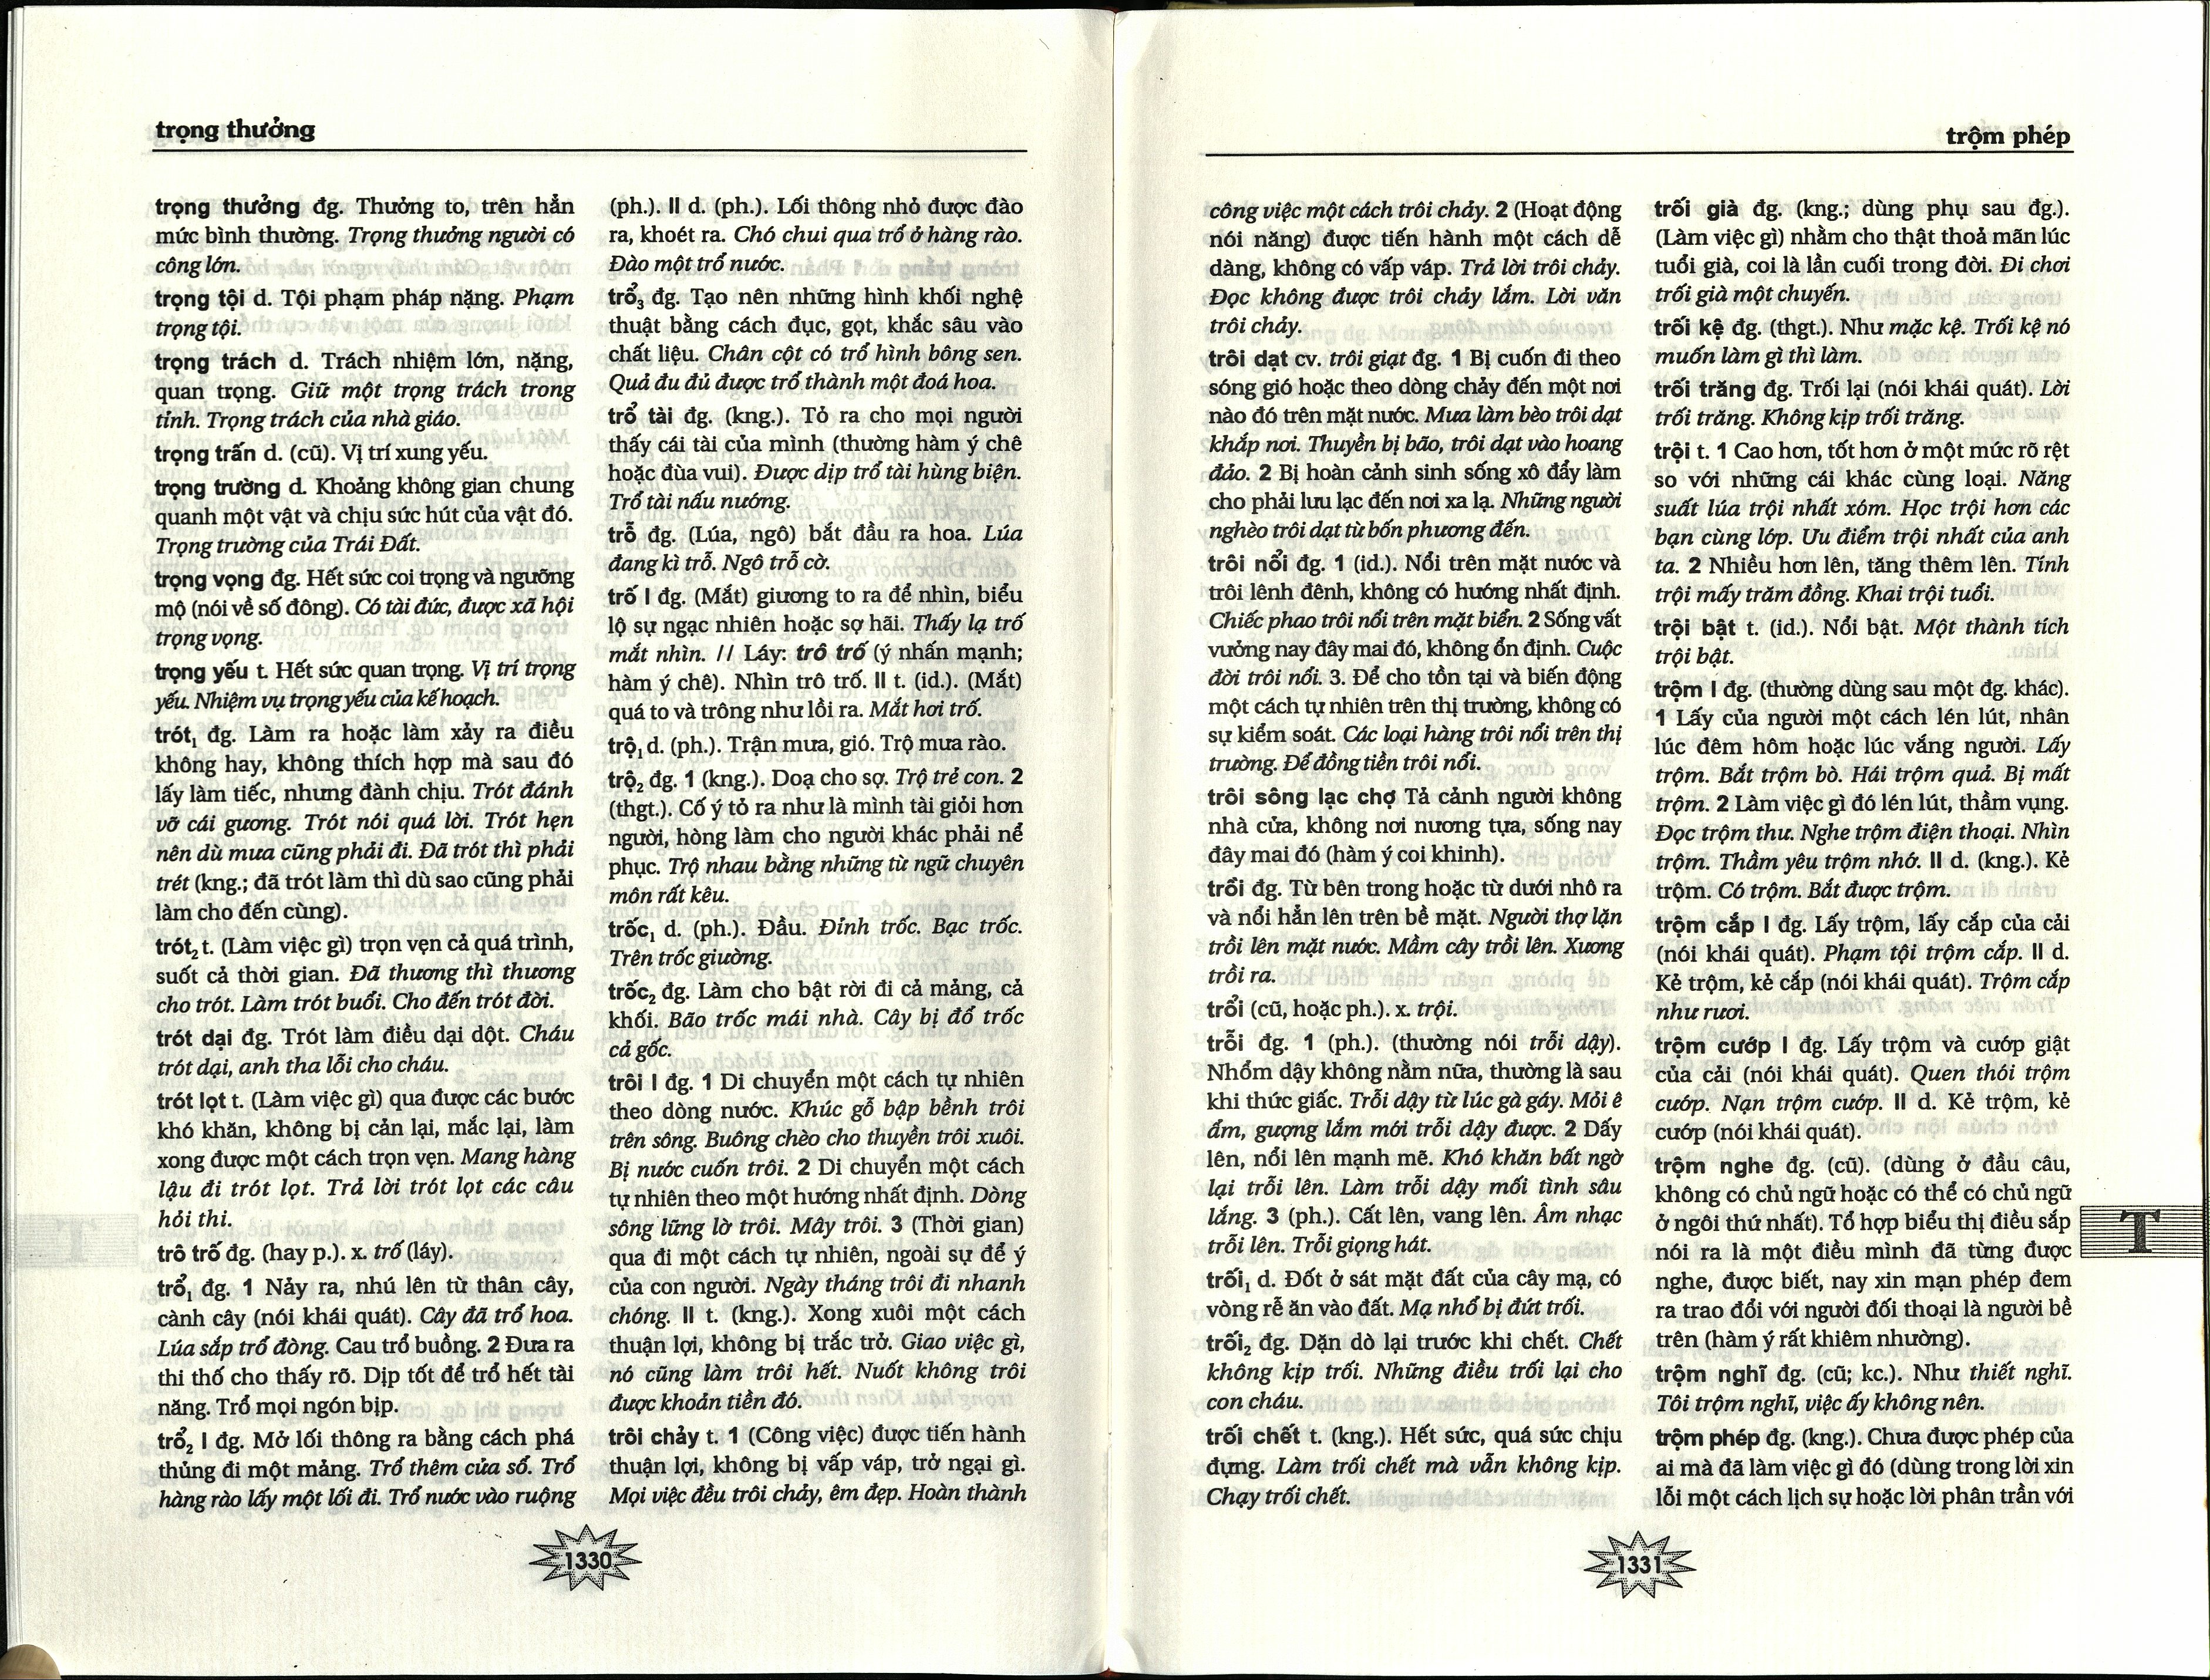 trọng thưởng
trọng thưởng đg. Thưởng to, trên hẳn
mức bình thường. Trọng thưởng người có
công lớn.
trọng tội d. Tội phạm pháp nặng. Phạm
trọng tội.
trọng trách d. Trách nhiệm lớn, nặng,
quan trọng. Giữ một trọng trách trong
tỉnh. Trọng trách của nhà giáo.
trọng trấn d. (cũ). Vị trí xung yếu.
trọng trường d. Khoảng không gian chung
quanh một vật và chịu sức hút của vật đó.
Trọng trường của Trái Đất.
trọng vọng đg. Hết sức coi trọng và ngưỡng
mộ (nói về số đông). Có tài đức, được xã hội
trọng vọng.
trọng yếu t. Hết sức quan trọng. Vị trí trọng
yếu. Nhiệm vụ trọng yếu của kế hoạch.
trót₁ đg. Làm ra hoặc làm xảy ra điều
không hay, không thích hợp mà sau đó
lấy làm tiếc, nhưng đành chịu. Trót đánh
vỡ cái gương. Trót nói quá lời. Trót hẹn
nên dù mưa cũng phải đi. Đã trót thì phải
trét (kng.; đã trót làm thì dù sao cũng phải
làm cho đến cùng).
trót₂ t. (Làm việc gì) trọn vẹn cả quá trình,
suốt cả thời gian. Đã thương thì thương
cho trót. Làm trót buổi. Cho đến trót đời.
trót dại đg. Trót làm điều dại dột. Cháu
trót dại, anh tha lỗi cho cháu.
trót lọt t. (Làm việc gì) qua được các bước
khó khăn, không bị cản lại, mắc lại, làm
xong được một cách trọn vẹn. Mang hàng
lậu đi trót lọt. Trả lời trót lọt các câu
hỏi thi.
trô trố đg. (hay p.). x. trố (láy).
trổ₁ đg. 1 Nảy ra, nhú lên từ thân cây,
cành cây (nói khái quát). Cây đã trổ hoa.
Lúa sắp trổ đòng. Cau trổ buồng. 2 Đưa ra
thi thố cho thấy rõ. Dịp tốt để trổ hết tài
năng. Trổ mọi ngón bịp.
trổ₂ I đg. Mở lối thông ra bằng cách phá
thủng đi một mảng. Trổ thêm cửa sổ. Trổ
hàng rào lấy một lối đi. Trổ nước vào ruộng
(ph.). II d. (ph.). Lối thông nhỏ được đào
ra, khoét ra. Chó chui qua trổ ở hàng rào.
Đào một trổ nước.
trổ₃ đg. Tạo nên những hình khối nghệ
thuật bằng cách đục, gọt, khắc sâu vào
chất liệu. Chân cột có trổ hình bông sen.
Quả đu đủ được trổ thành một đoá hoa.
trổ tài đg. (kng.). Tỏ ra cho mọi người
thấy cái tài của mình (thường hàm ý chê
hoặc đùa vui). Được dịp trổ tài hùng biện.
Trổ tài nấu nướng.
trỗ đg. (Lúa, ngô) bắt đầu ra hoa. Lúa
đang kì trỗ. Ngô trỗ cờ.
trố I đg. (Mắt) giương to ra để nhìn, biểu
lộ sự ngạc nhiên hoặc sợ hãi. Thấy lạ trố
mắt nhìn. // Láy: trô trố (ý nhấn mạnh;
hàm ý chê). Nhìn trô trố. II t. (id.). (Mắt)
quá to và trông như lồi ra. Mắt hơi trố.
trộ₁ d. (ph.). Trận mưa, gió. Trộ mưa rào.
trộ₂ đg. 1 (kng.). Doạ cho sợ. Trộ trẻ con. 2
(thgt.). Cố ý tỏ ra như là mình tài giỏi hơn
người, hòng làm cho người khác phải nể
phục. Trộ nhau bằng những từ ngữ chuyên
môn rất kêu.
trốc₁ d. (ph.). Đầu. Đỉnh trốc. Bạc trốc.
Trên trốc giường.
trốc₂ đg. Làm cho bật rời đi cả mảng, cả
khối. Bão trốc mái nhà. Cây bị đổ trốc
cả gốc.
trôi I đg. 1 Di chuyển một cách tự nhiên
theo dòng nước. Khúc gỗ bập bềnh trôi
trên sông. Buông chèo cho thuyền trôi xuôi.
Bị nước cuốn trôi. 2 Di chuyển một cách
tự nhiên theo một hướng nhất định. Dòng
sông lững lờ trôi. Mây trôi. 3 (Thời gian)
qua đi một cách tự nhiên, ngoài sự để ý
của con người. Ngày tháng trôi đi nhanh
chóng. II t. (kng.). Xong xuôi một cách
thuận lợi, không bị trắc trở. Giao việc gì,
nó cũng làm trôi hết. Nuốt không trôi
được khoản tiền đó.
trôi chảy t. 1 (Công việc) được tiến hành
thuận lợi, không bị vấp váp, trở ngại gì.
Mọi việc đều trôi chảy, êm đẹp. Hoàn thành
1330
trộm phép
công việc một cách trôi chảy. 2 (Hoạt động
nói năng) được tiến hành một cách dễ
dàng, không có vấp váp. Trả lời trôi chảy.
Đọc không được trôi chảy lắm. Lời văn
trôi chảy.
trôi dạt cv. trôi giạt đg. 1 Bị cuốn đi theo
sóng gió hoặc theo dòng chảy đến một nơi
nào đó trên mặt nước. Mưa làm bèo trôi dạt
khắp nơi. Thuyền bị bão, trôi dạt vào hoang
đảo. 2 Bị hoàn cảnh sinh sống xô đẩy làm
cho phải lưu lạc đến nơi xa lạ. Những người
nghèo trôi dạt từ bốn phương đến.
trôi nổi đg. 1 (id.). Nổi trên mặt nước và
trôi lênh đênh, không có hướng nhất định.
Chiếc phao trôi nổi trên mặt biển. 2 Sống vất
vưởng nay đây mai đó, không ổn định. Cuộc
đời trôi nổi. 3. Để cho tồn tại và biến động
một cách tự nhiên trên thị trường, không có
sự kiểm soát. Các loại hàng trôi nổi trên thị
trường. Để đồng tiền trôi nổi.
trôi sông lạc chợ Tả cảnh người không
nhà cửa, không nơi nương tựa, sống nay
đây mai đó (hàm ý coi khinh).
trồi đg. Từ bên trong hoặc từ dưới nhô ra
và nổi hẳn lên trên bề mặt. Người thợ lặn
trồi lên mặt nước. Mầm cây trồi lên. Xương
trồi ra.
trổi (cũ, hoặc ph.). x. trội.
trỗi đg. 1 (ph.). (thường nói trỗi dậy).
Nhổm dậy không nằm nữa, thường là sau
khi thức giấc. Trỗi dậy từ lúc gà gáy. Mỏi ê
ẩm, gượng lắm mới trỗi dậy được. 2 Dấy
lên, nổi lên mạnh mẽ. Khó khăn bất ngờ
lại trỗi lên. Làm trỗi dậy mối tình sâu
lắng. 3 (ph.). Cất lên, vang lên. Âm nhạc
trỗi lên. Trỗi giọng hát.
trối₁ d. Đốt ở sát mặt đất của cây mạ, có
vòng rễ ăn vào đất. Mạ nhổ bị đứt trối.
trối₂ đg. Dặn dò lại trước khi chết. Chết
không kịp trối. Những điều trối lại cho
con cháu.
trối chết t. (kng.). Hết sức, quá sức chịu
đựng. Làm trối chết mà vẫn không kịp.
Chạy trối chết.
trối già đg. (kng.; dùng phụ sau đg.).
(Làm việc gì) nhằm cho thật thoả mãn lúc
tuổi già, coi là lần cuối trong đời. Đi chơi
trối già một chuyến.
trối kệ đg. (thgt.). Như mặc kệ. Trối kệ nó
muốn làm gì thì làm.
trối trăng đg. Trối lại (nói khái quát). Lời
trối trăng. Không kịp trối trăng.
trội t. 1 Cao hơn, tốt hơn ở một mức rõ rệt
so với những cái khác cùng loại. Năng
suất lúa trội nhất xóm. Học trội hơn các
bạn cùng lớp. Ưu điểm trội nhất của anh
ta. 2 Nhiều hơn lên, tăng thêm lên. Tính
trội mấy trăm đồng. Khai trội tuổi.
trội bật t. (id.). Nổi bật. Một thành tích
trội bật.
trộm I đg. (thường dùng sau một đg. khác).
1 Lấy của người một cách lén lút, nhân
lúc đêm hôm hoặc lúc vắng người. Lấy
trộm. Bắt trộm bò. Hái trộm quả. Bị mất
trộm. 2 Làm việc gì đó lén lút, thầm vụng.
Đọc trộm thư. Nghe trộm điện thoại. Nhìn
trộm. Thầm yêu trộm nhớ. II d. (kng.). Kẻ
trộm. Có trộm. Bắt được trộm.
trộm cắp I đg. Lấy trộm, lấy cắp của cải
(nói khái quát). Phạm tội trộm cắp. II d.
Kẻ trộm, kẻ cắp (nói khái quát). Trộm cắp
như rươi.
trộm cướp I đg. Lấy trộm và cướp giật
của cải (nói khái quát). Quen thói trộm
cướp. Nạn trộm cướp. II d. Kẻ trộm, kẻ
cướp (nói khái quát).
trộm nghe đg. (cũ). (dùng ở đầu câu,
không có chủ ngữ hoặc có thể có chủ ngữ
ở ngôi thứ nhất). Tổ hợp biểu thị điều sắp
nói ra là một điều mình đã từng được
nghe, được biết, nay xin mạn phép đem
ra trao đổi với người đối thoại là người bề
trên (hàm ý rất khiêm nhường).
trộm nghĩ đg. (cũ; kc.). Như thiết nghĩ.
Tôi trộm nghĩ, việc ấy không nên.
trộm phép đg. (kng.). Chưa được phép của
ai mà đã làm việc gì đó (dùng trong lời xin
lỗi một cách lịch sự hoặc lời phân trần với
T
1331